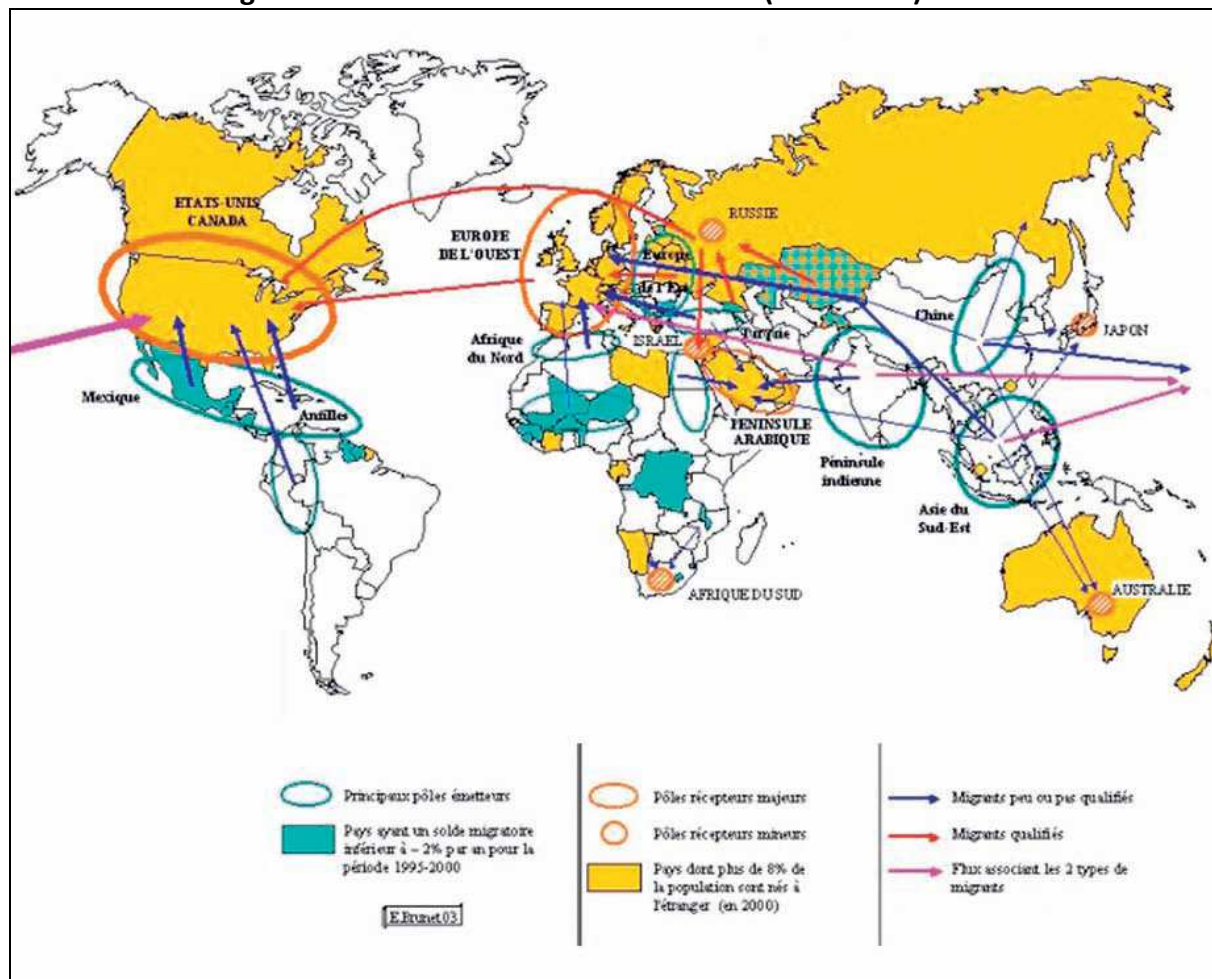 ETATS-UNIS
CANADA
EUROPE
DE L'OUEST
RUSSIE
Europe
de l'Est
Chine
JAPON
Afrique
du Nord
ISRAEL
Turquie
Mexique
Antilles
PENINSULE
ARABIQUE
Péninsule
indienne
Asie du
Sud-Est
AFRIQUE DU SUD
AUSTRALIE
Principaux pôles émetteurs
Pays ayant un solde migratoire
inférieur à – 2% par an pour la
période 1995-2000
E.Brunet.03
Pôles récepteurs majeurs
Pôles récepteurs mineurs
Pays dont plus de 8% de
la population sont nés à
l'étranger (en 2000)
Migrants peu ou pas qualifiés
Migrants qualifiés
Flux associant les 2 types de
migrants